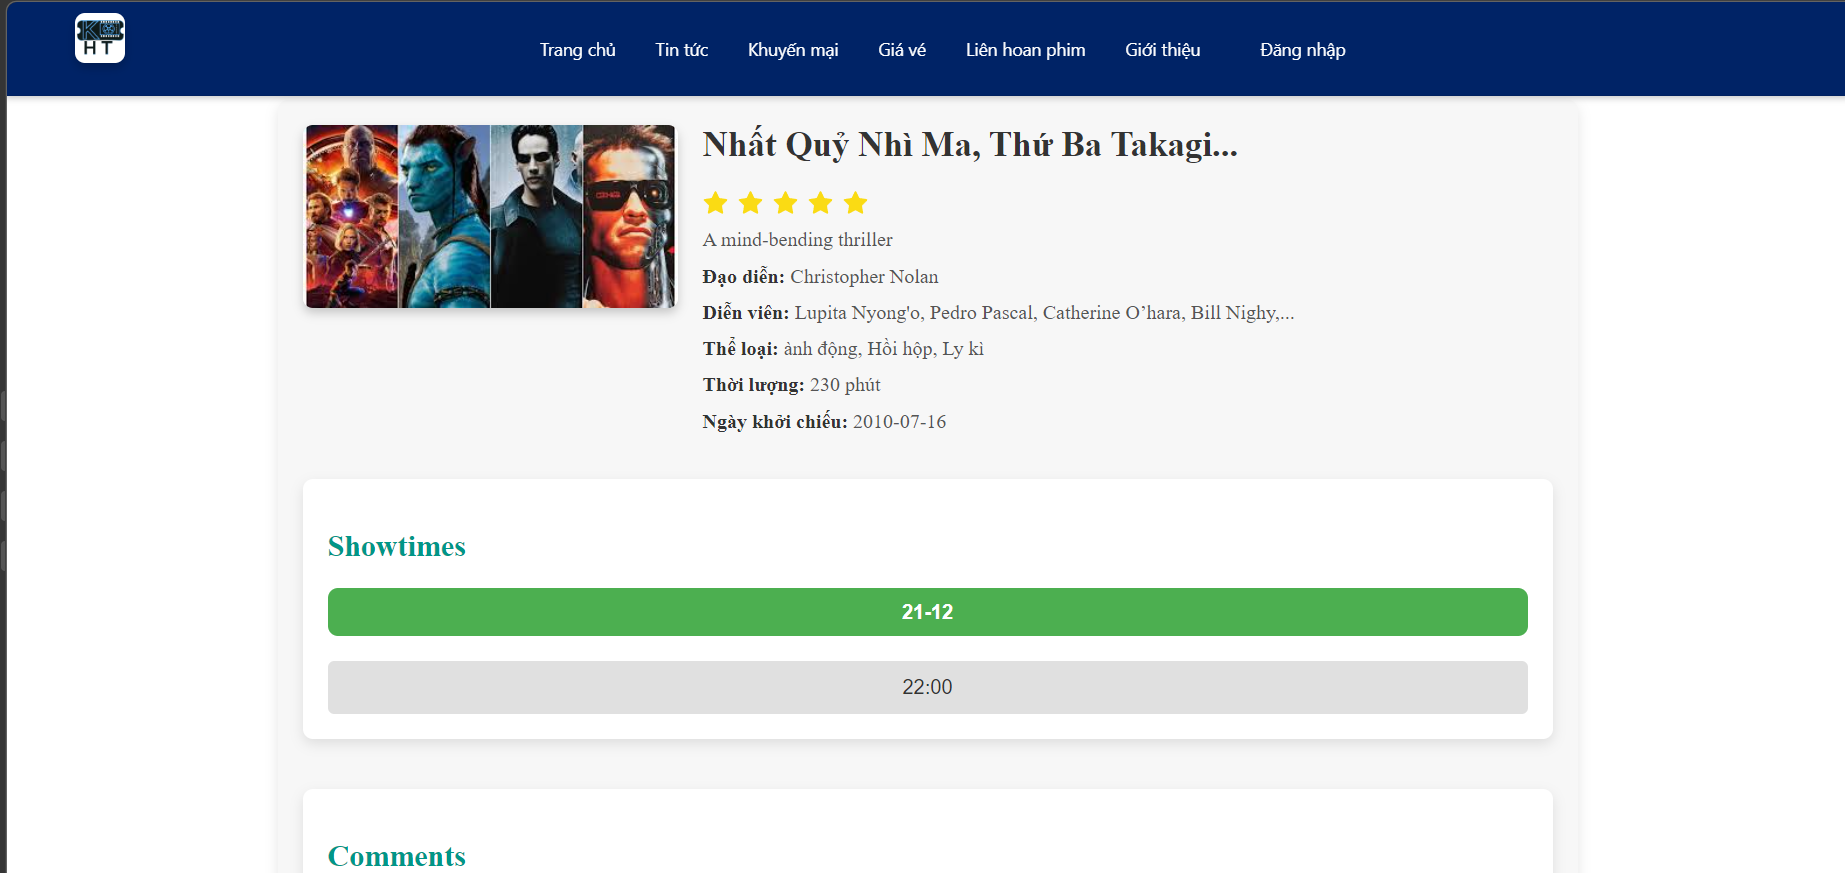 HT
Trang chủ Tin tức Khuyến mại Giá vé Liên hoan phim Giới thiệu Đăng nhập
Nhất Quỷ Nhì Ma, Thứ Ba Takagi...
A mind-bending thriller
Đạo diễn: Christopher Nolan
Diễn viên: Lupita Nyong'o, Pedro Pascal, Catherine O’hara, Bill Nighy,...
Thể loại: ảnh động, Hồi hộp, Ly kì
Thời lượng: 230 phút
Ngày khởi chiếu: 2010-07-16
Showtimes
21-12
22:00
Comments